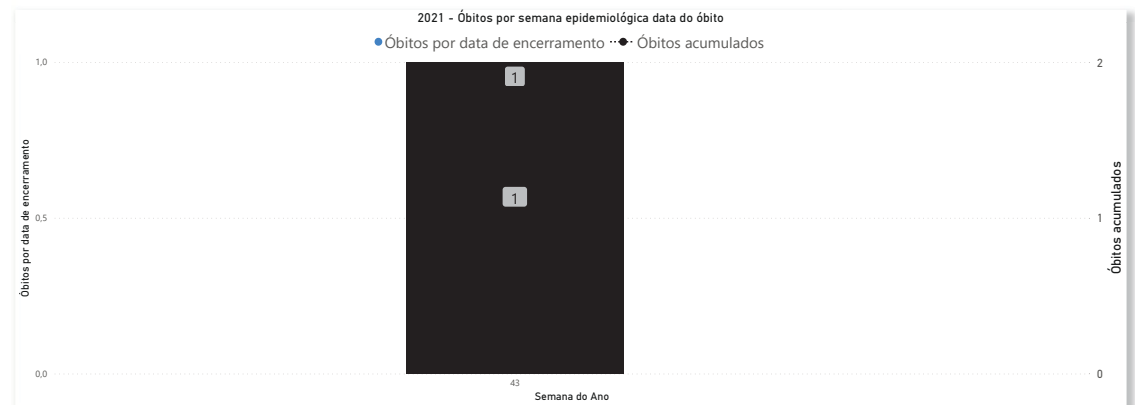 2021 - Óbitos por semana epidemiológica data do óbito
Óbitos por data de encerramento Óbitos acumulados
1,0
0,5
0,0
Óbitos por data de encerramento
1
1
2
1
0
Óbitos acumulados
43
Semana do Ano